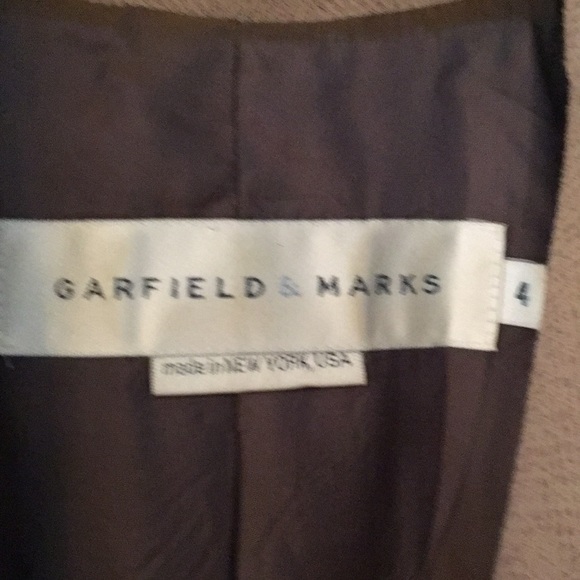 GARFIELD & MARKS
4
made in NEW YORK, USA